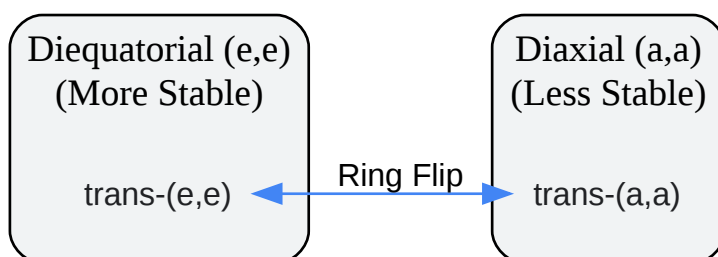 Diequatorial (e,e)
(More Stable)
trans-(e,e)
Ring Flip
Diaxial (a,a)
(Less Stable)
trans-(a,a)